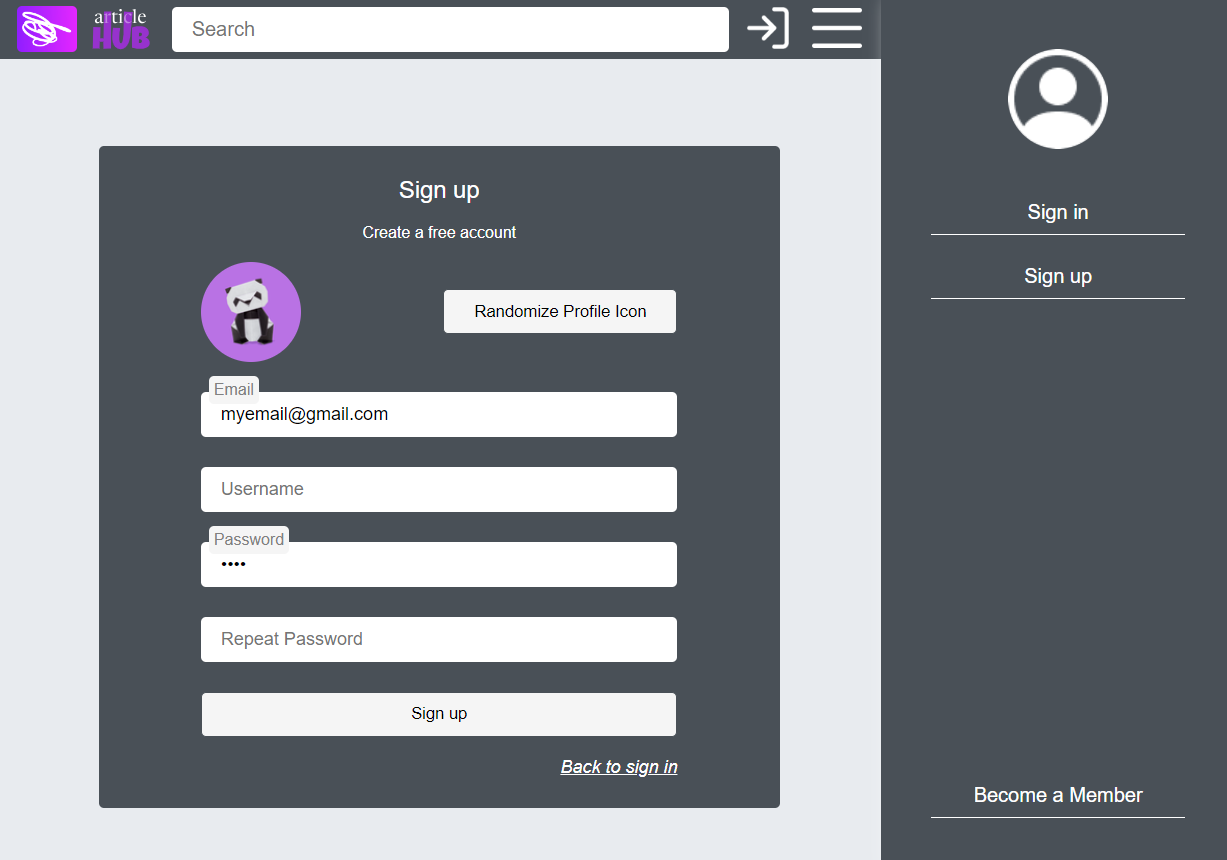 article
HUB
Search
Sign up
Create a free account
Randomize Profile Icon
Email
myemail@gmail.com
Username
Password
••••
Repeat Password
Sign up
Back to sign in
Sign in
Sign up
Become a Member